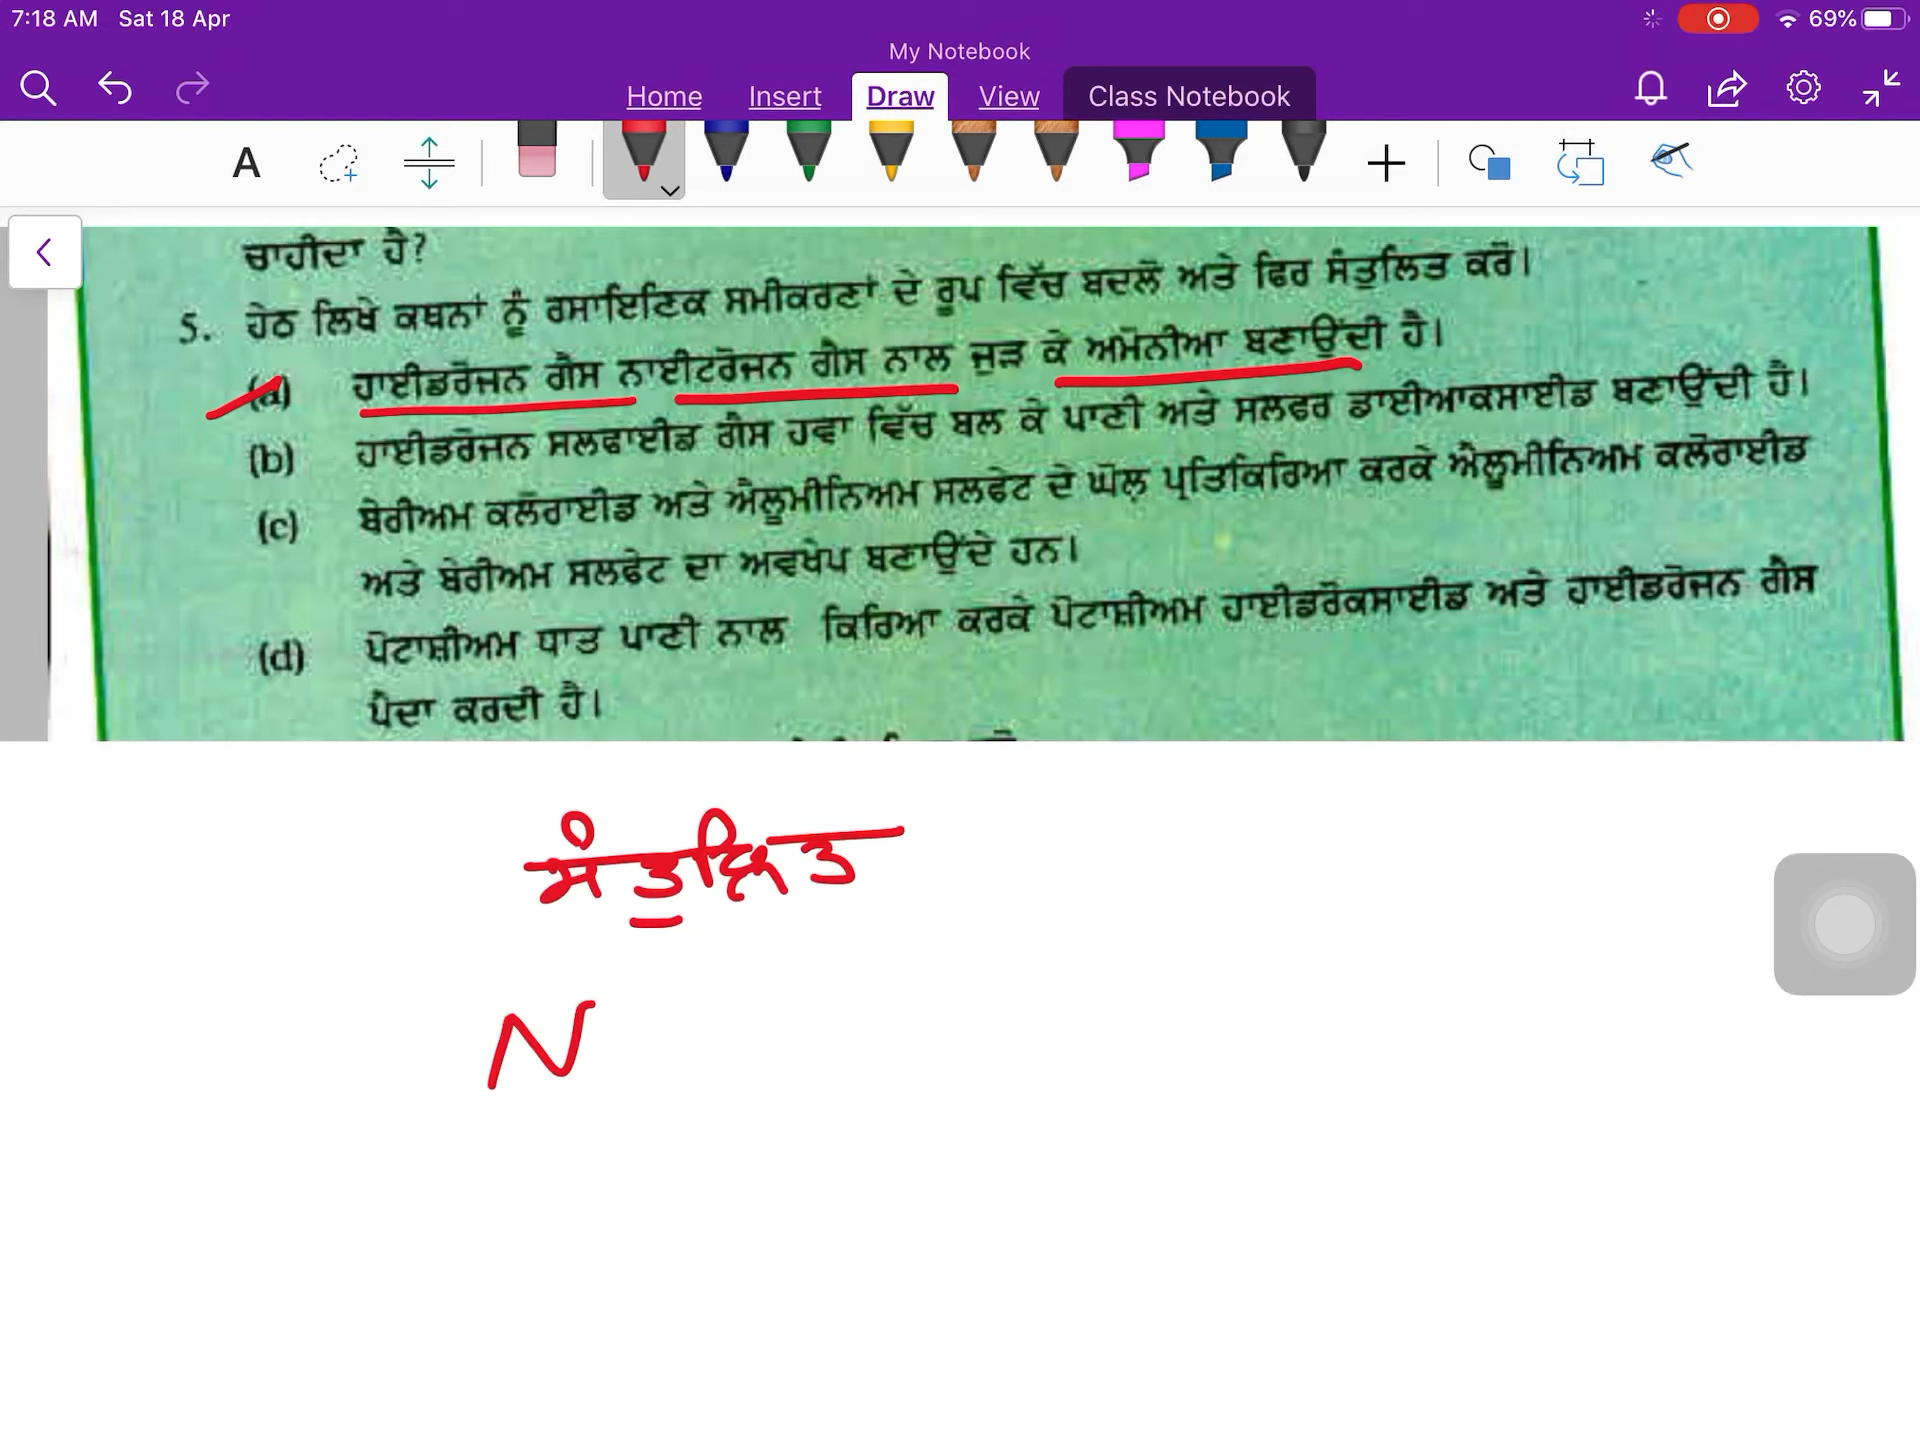 7:18 AM Sat 18 Apr 69%
My Notebook
Home Insert Draw View Class Notebook
A
ਚਾਹੀਦਾ ਹੈ?
5. ਹੇਠ ਲਿਖੇ ਕਥਨਾਂ ਨੂੰ ਰਸਾਇਣਿਕ ਸਮੀਕਰਣਾਂ ਦੇ ਰੂਪ ਵਿੱਚ ਬਦਲੋ ਅਤੇ ਫਿਰ ਸੰਤੁਲਿਤ ਕਰੋ।
(a) ਹਾਈਡਰੋਜਨ ਗੈਸ ਨਾਈਟਰੋਜਨ ਗੈਸ ਨਾਲ ਜੁੜ ਕੇ ਅਮੋਨੀਆ ਬਣਾਉਂਦੀ ਹੈ।
(b) ਹਾਈਡਰੋਜਨ ਸਲਫਾਈਡ ਗੈਸ ਹਵਾ ਵਿੱਚ ਬਲ ਕੇ ਪਾਣੀ ਅਤੇ ਸਲਫਰ ਡਾਈਆਕਸਾਈਡ ਬਣਾਉਂਦੀ ਹੈ।
(c) ਬੇਰੀਅਮ ਕਲੋਰਾਈਡ ਅਤੇ ਐਲੂਮੀਨਿਅਮ ਸਲਫੇਟ ਦੇ ਘੋਲ਼ ਪ੍ਰਤਿਕਿਰਿਆ ਕਰਕੇ ਐਲੂਮੀਨਿਅਮ ਕਲੋਰਾਈਡ
ਅਤੇ ਬੇਰੀਅਮ ਸਲਫੇਟ ਦਾ ਅਵਖੇਪ ਬਣਾਉਂਦੇ ਹਨ।
(d) ਪੋਟਾਸ਼ੀਅਮ ਧਾਤ ਪਾਣੀ ਨਾਲ ਕਿਰਿਆ ਕਰਕੇ ਪੋਟਾਸ਼ੀਅਮ ਹਾਈਡਰੌਕਸਾਈਡ ਅਤੇ ਹਾਈਡਰੋਜਨ ਗੈਸ
ਪੈਦਾ ਕਰਦੀ ਹੈ।
ਸੰਤੁਲਿਤ
N